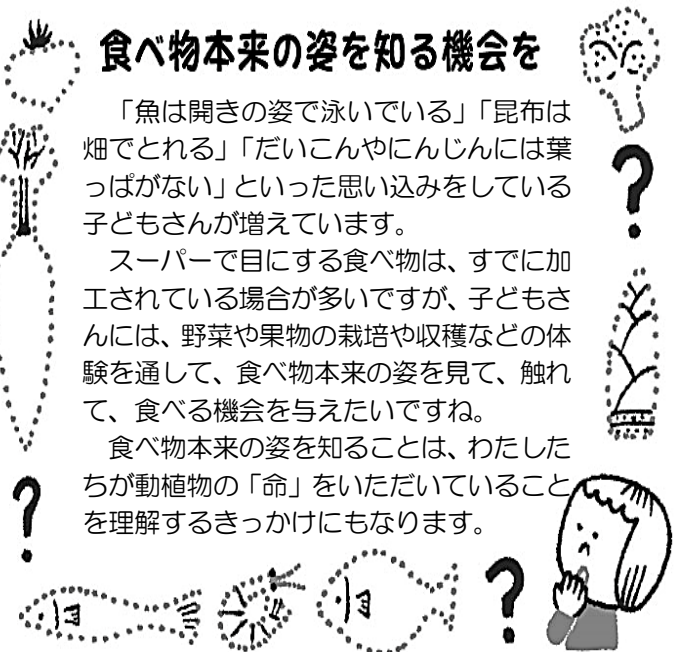 食べ物本来の姿を知る機会を
「魚は開きの姿で泳いでいる」「昆布は
畑でとれる」「だいこんやにんじんには葉
っぱがない」といった思い込みをしている
子どもさんが増えています。
スーパーで目にする食べ物は、すでに加
工されている場合が多いですが、子どもさ
んには、野菜や果物の栽培や収穫などの体
験を通して、食べ物本来の姿を見て、触れ
て、食べる機会を与えたいですね。
食べ物本来の姿を知ることは、わたした
ちが動植物の「命」をいただいていること
を理解するきっかけにもなります。
?
?
?